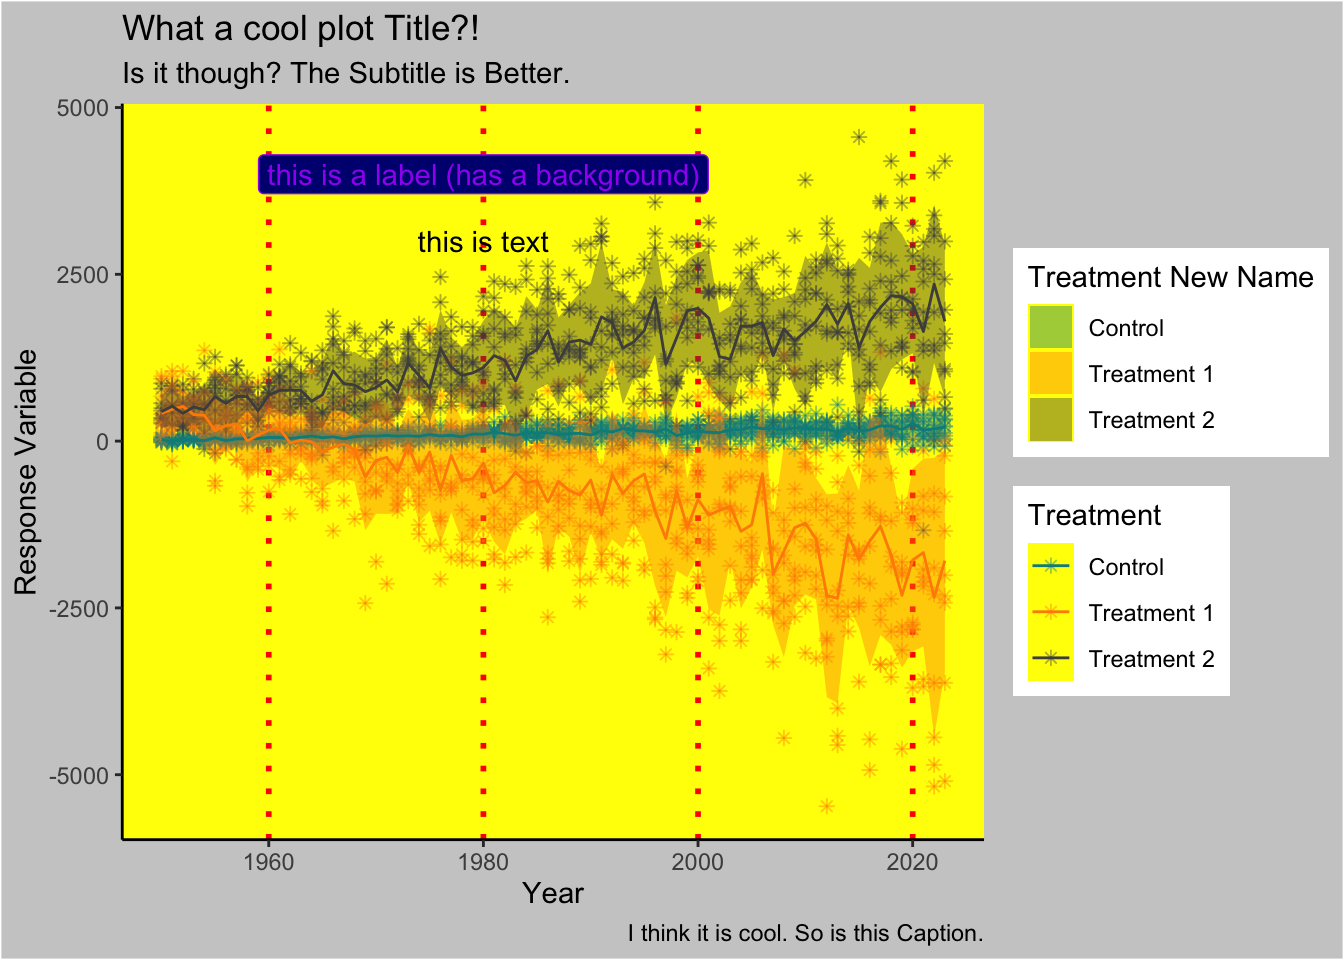 What a cool plot Title?!
Is it though? The Subtitle is Better.
5000
2500
0
-2500
-5000
Response Variable
this is a label (has a background)
this is text
1960 1980 2000 2020
Year
I think it is cool. So is this Caption.
Treatment New Name
Control
Treatment 1
Treatment 2
Treatment
Control
Treatment 1
Treatment 2